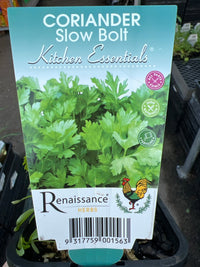 CORIANDER
Slow Bolt
Kitchen Essentials®
Renaissance®
HERBS
9 317759 001563